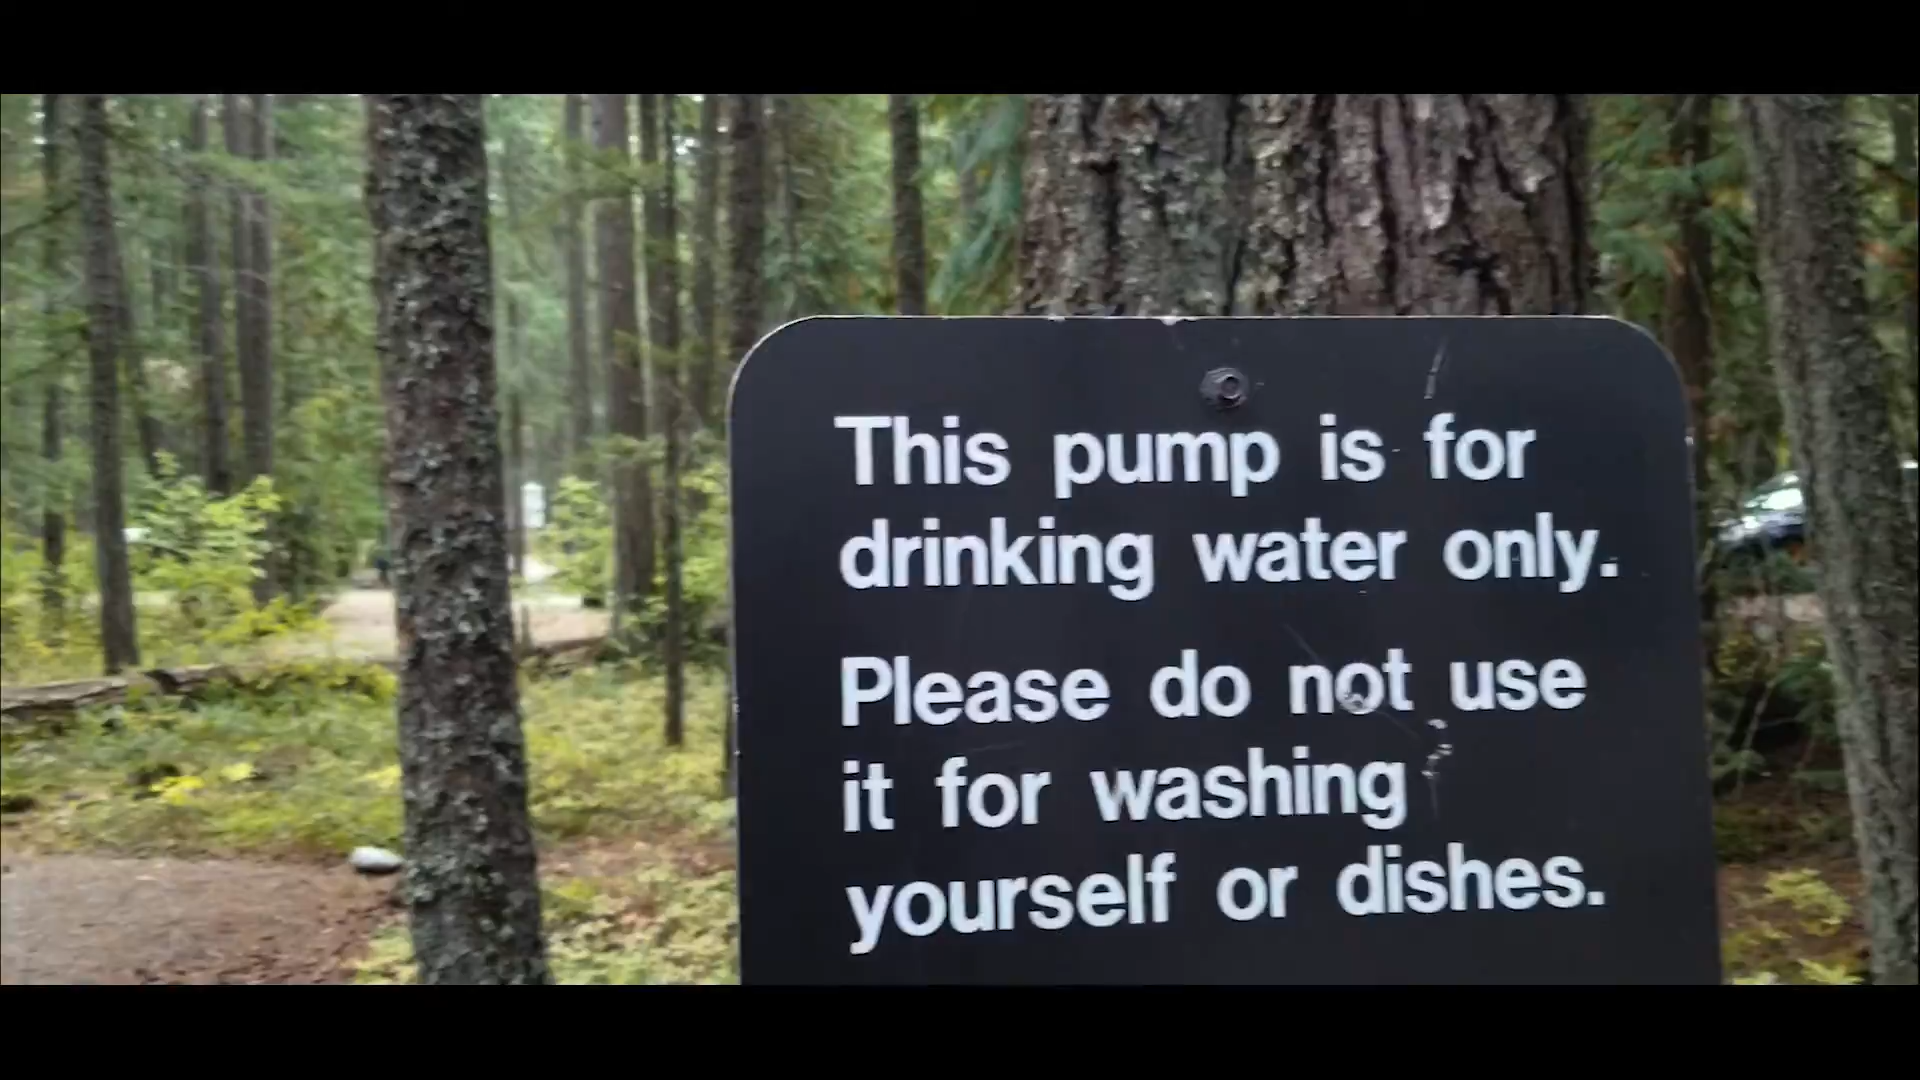 This pump is for
drinking water only.
Please do not use
it for washing
yourself or dishes.